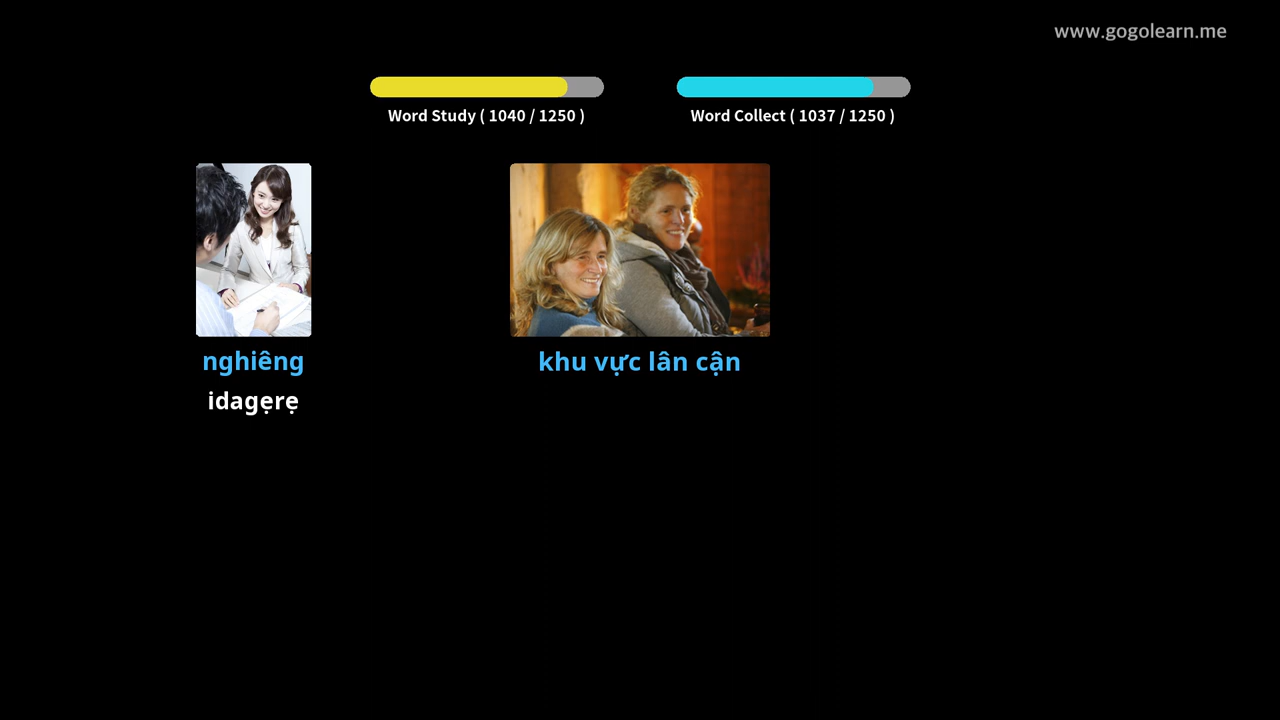 www.gogolearn.me
Word Study ( 1040 / 1250 )
Word Collect ( 1037 / 1250 )
nghiêng
khu vực lân cận
idagẹrẹ